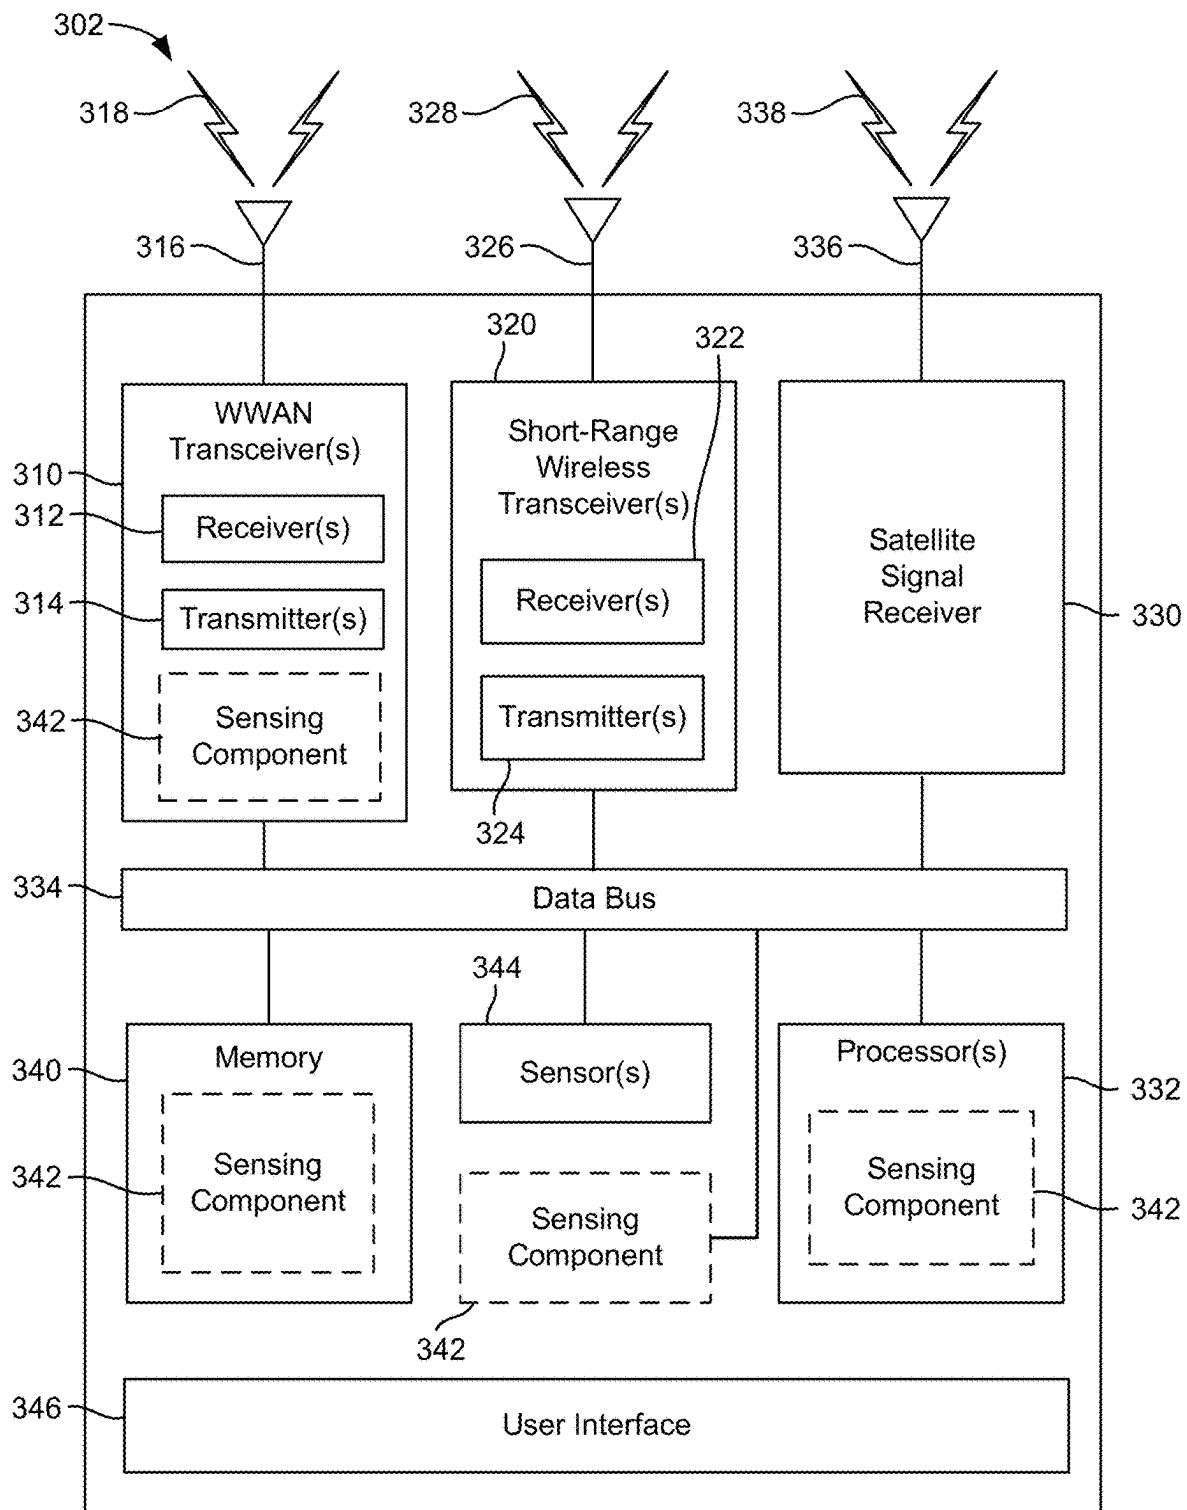 302
318
328
338
316
326
336
320
322
WWAN
Transceiver(s)
Short-Range
Wireless
Transceiver(s)
310
312
Receiver(s)
Satellite
Signal
Receiver
314
Transmitter(s)
Receiver(s)
330
342
Sensing
Component
Transmitter(s)
324
334
Data Bus
344
340
Memory
Sensor(s)
Processor(s)
332
342
Sensing
Component
Sensing
Component
Sensing
Component
342
342
346
User Interface